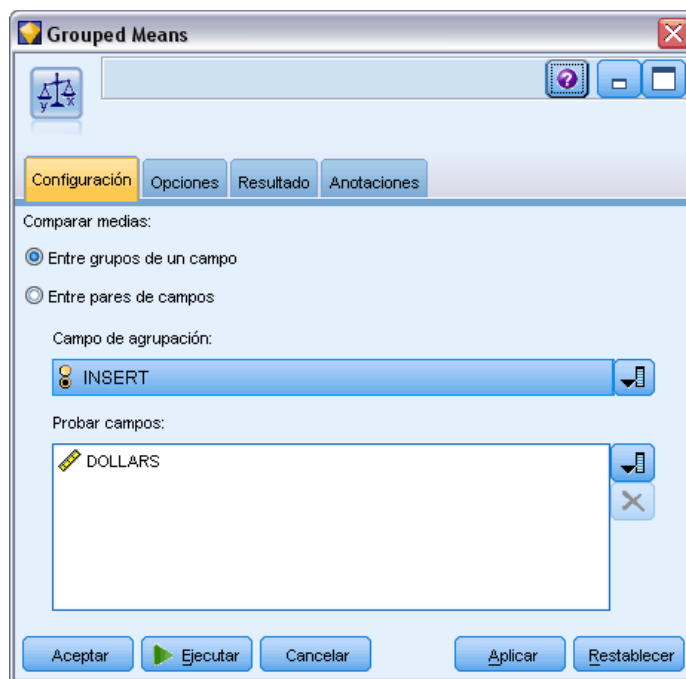 Grouped Means
Configuración Opciones Resultado Anotaciones
Comparar medias:
Entre grupos de un campo
Entre pares de campos
Campo de agrupación:
INSERT
Probar campos:
DOLLARS
Aceptar Ejecutar Cancelar Aplicar Restablecer